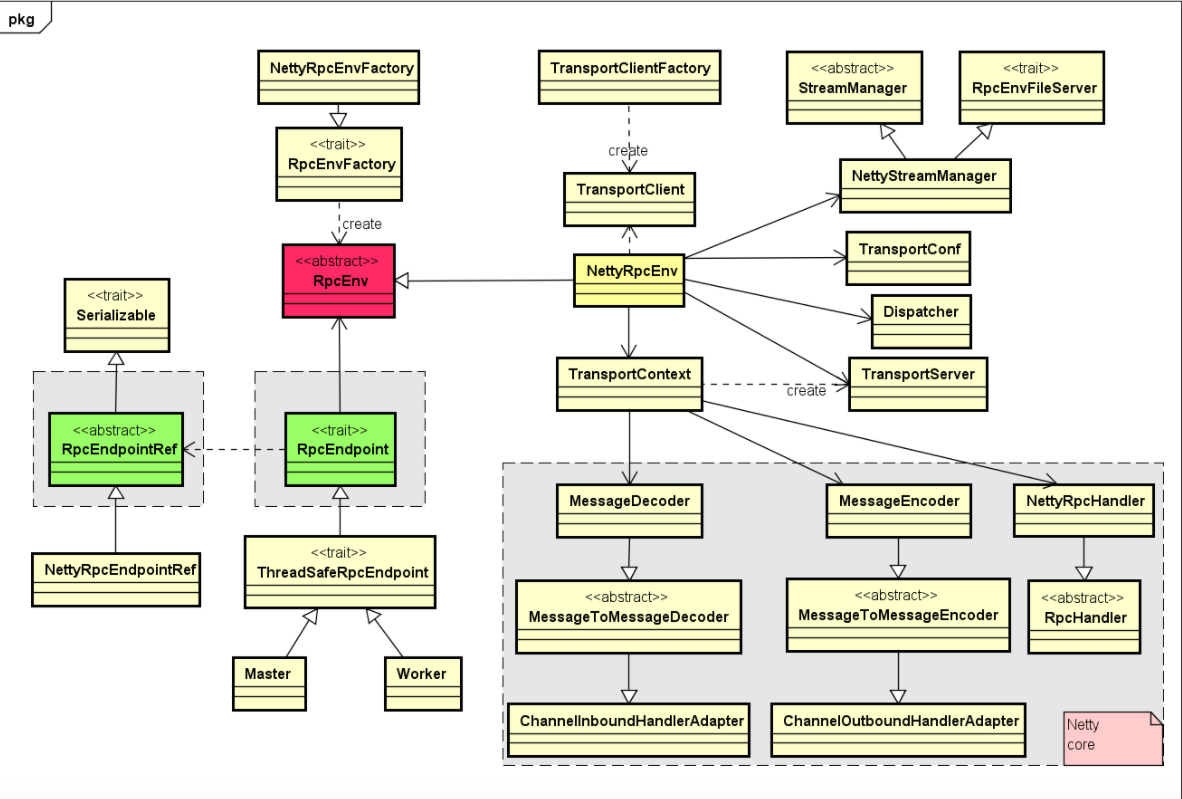 pkg
NettyRpcEnvFactory
TransportClientFactory
<<abstract>>
StreamManager
<<trait>>
RpcEnvFileServer
<<trait>>
RpcEnvFactory
create
TransportClient
NettyStreamManager
create
<<abstract>>
RpcEnv
NettyRpcEnv
TransportConf
<<trait>>
Serializable
Dispatcher
TransportContext
create
TransportServer
<<abstract>>
RpcEndpointRef
<<trait>>
RpcEndpoint
MessageDecoder
MessageEncoder
NettyRpcHandler
NettyRpcEndpointRef
<<trait>>
ThreadSafeRpcEndpoint
<<abstract>>
MessageToMessageDecoder
<<abstract>>
MessageToMessageEncoder
<<abstract>>
RpcHandler
Master
Worker
ChannelInboundHandlerAdapter
ChannelOutboundHandlerAdapter
Netty
core